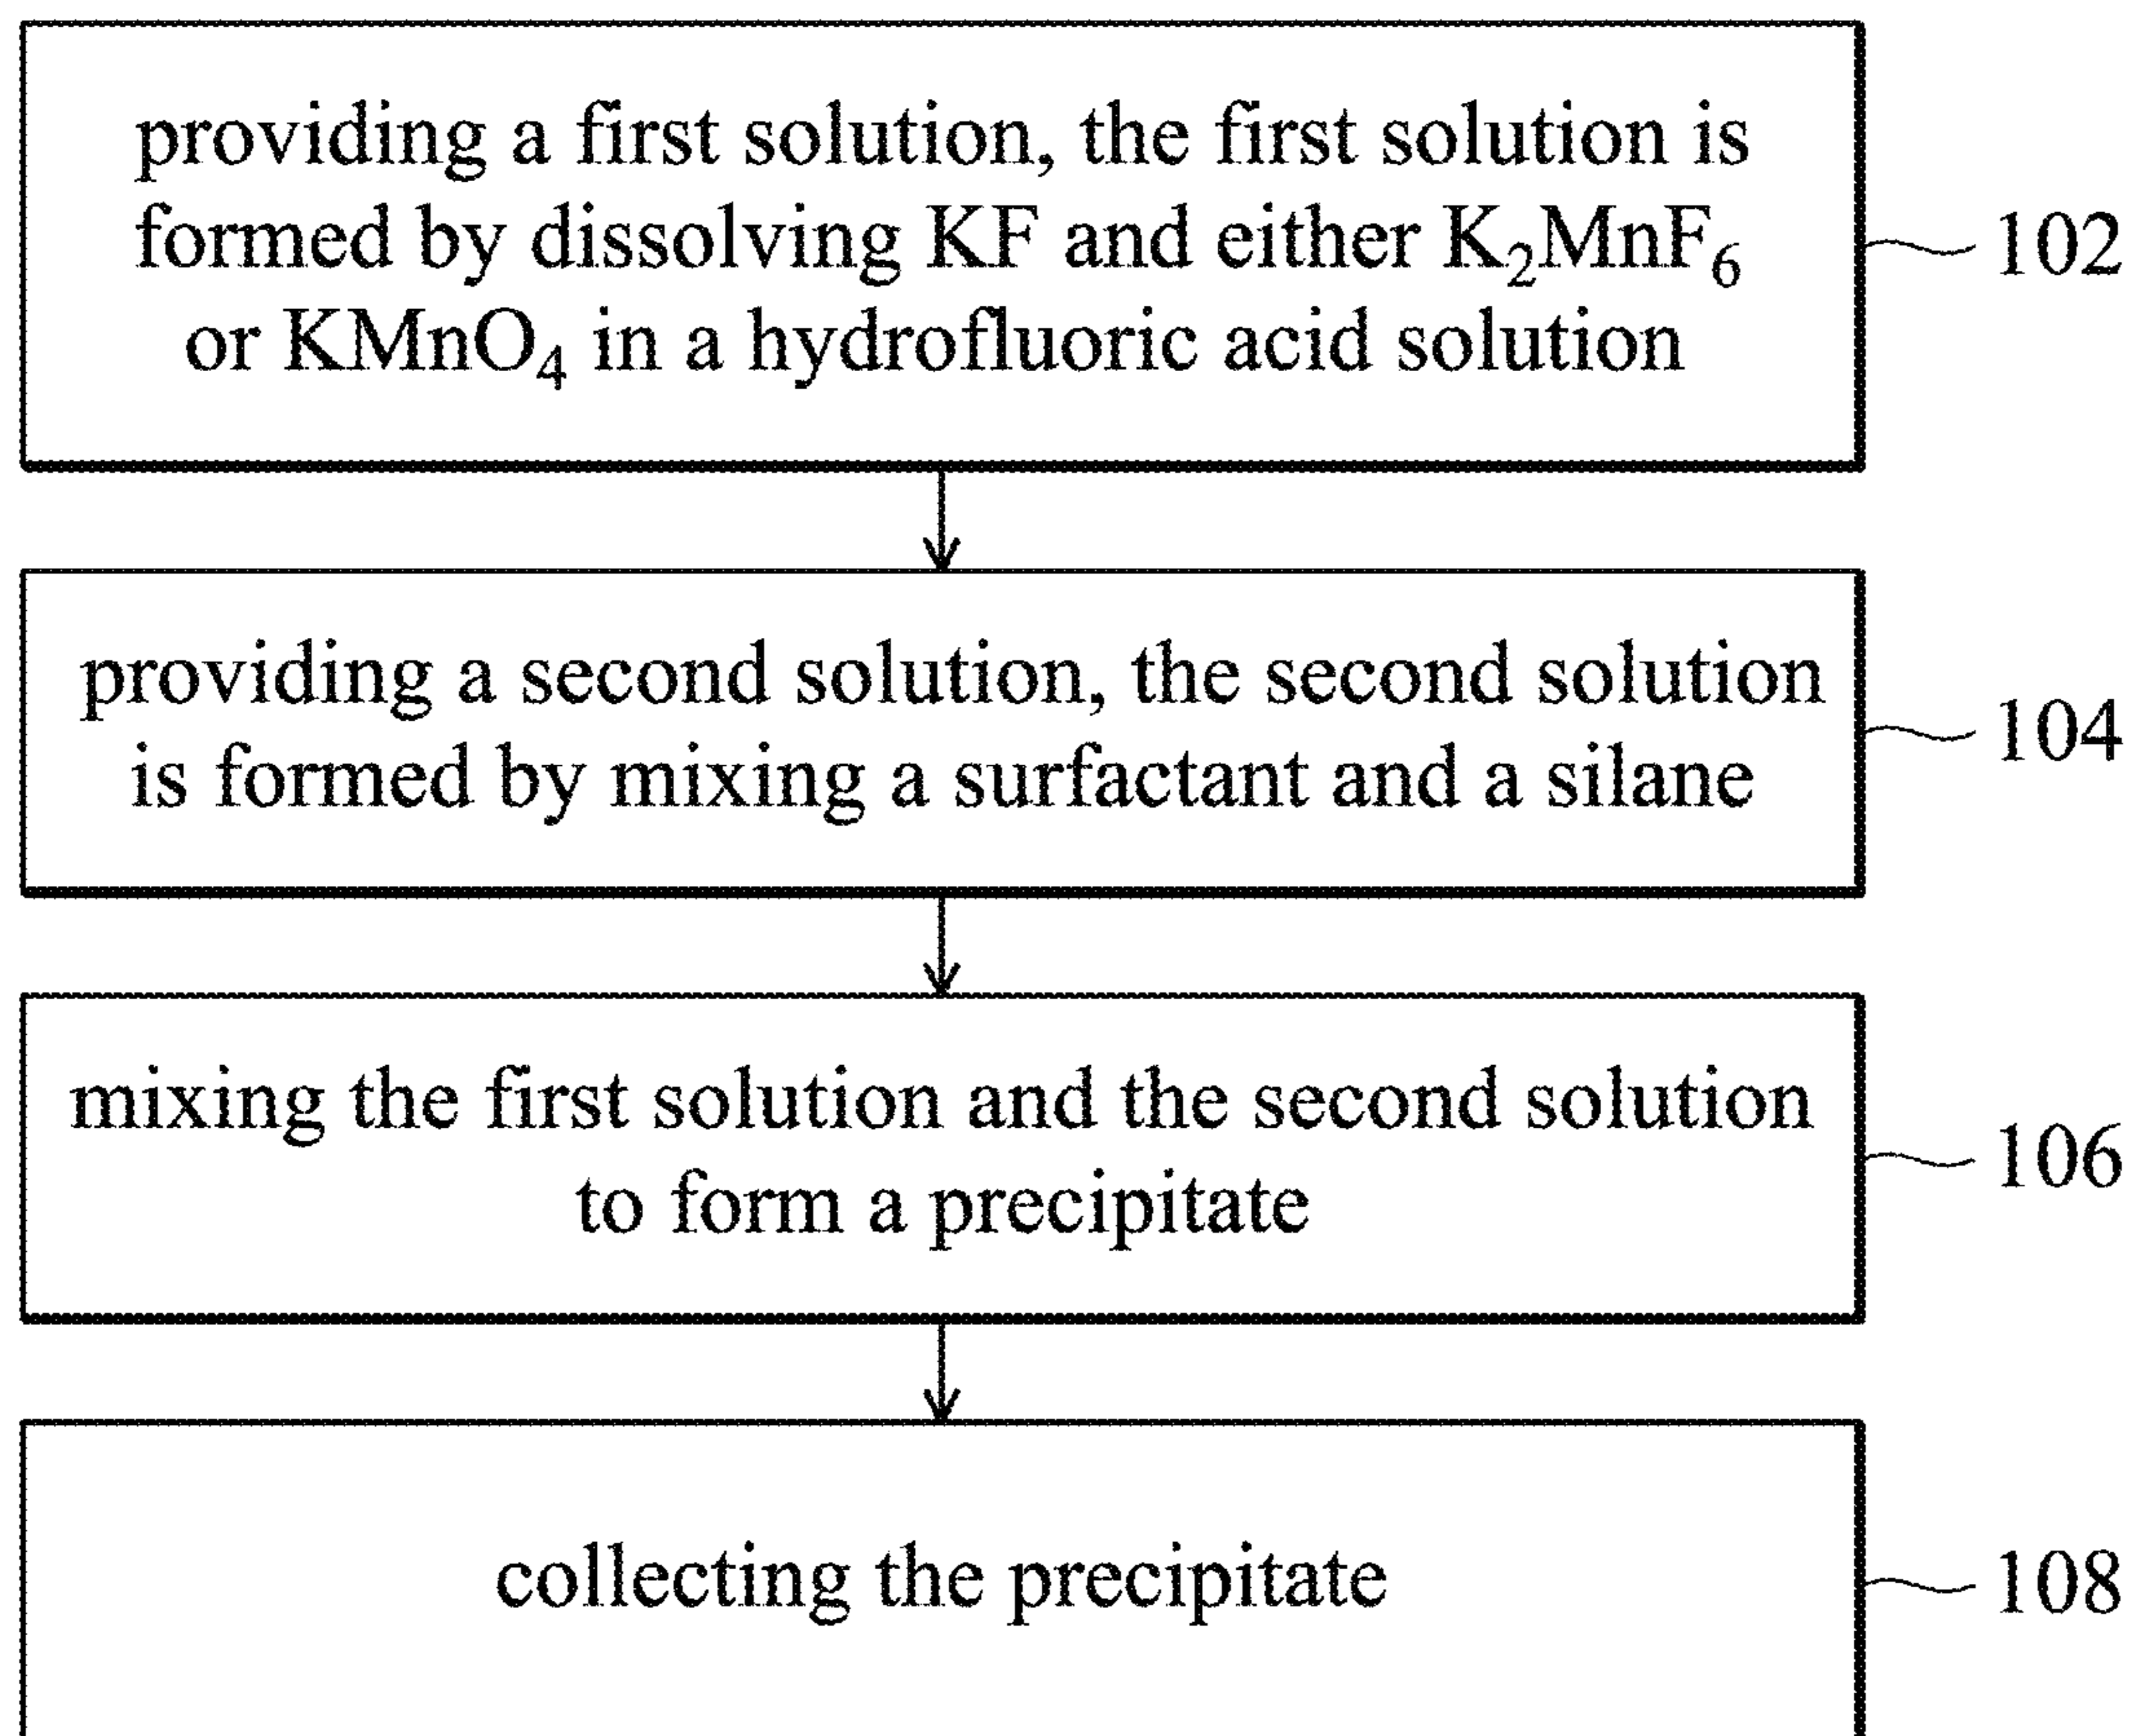 providing a first solution, the first solution is
formed by dissolving KF and either K₂MnF₆
or KMnO₄ in a hydrofluoric acid solution
102
providing a second solution, the second solution
is formed by mixing a surfactant and a silane
104
mixing the first solution and the second solution
to form a precipitate
106
collecting the precipitate
108